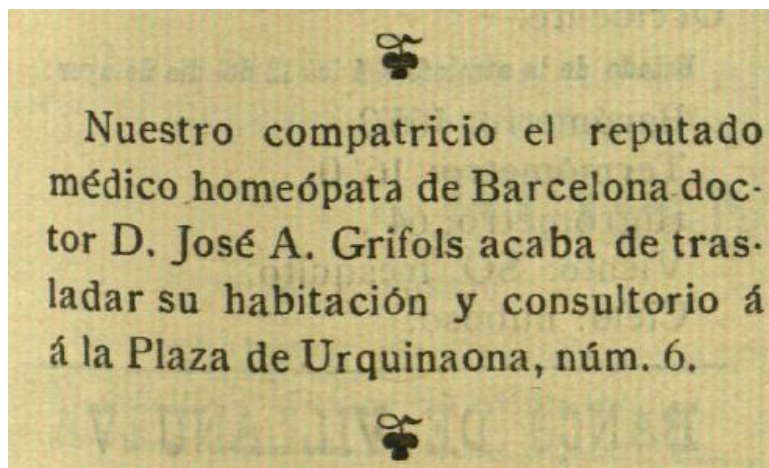 Nuestro compatricio el reputado
médico homeópata de Barcelona doc-
tor D. José A. Grifols acaba de tras-
ladar su habitación y consultorio á
á la Plaza de Urquinaona, núm. 6.